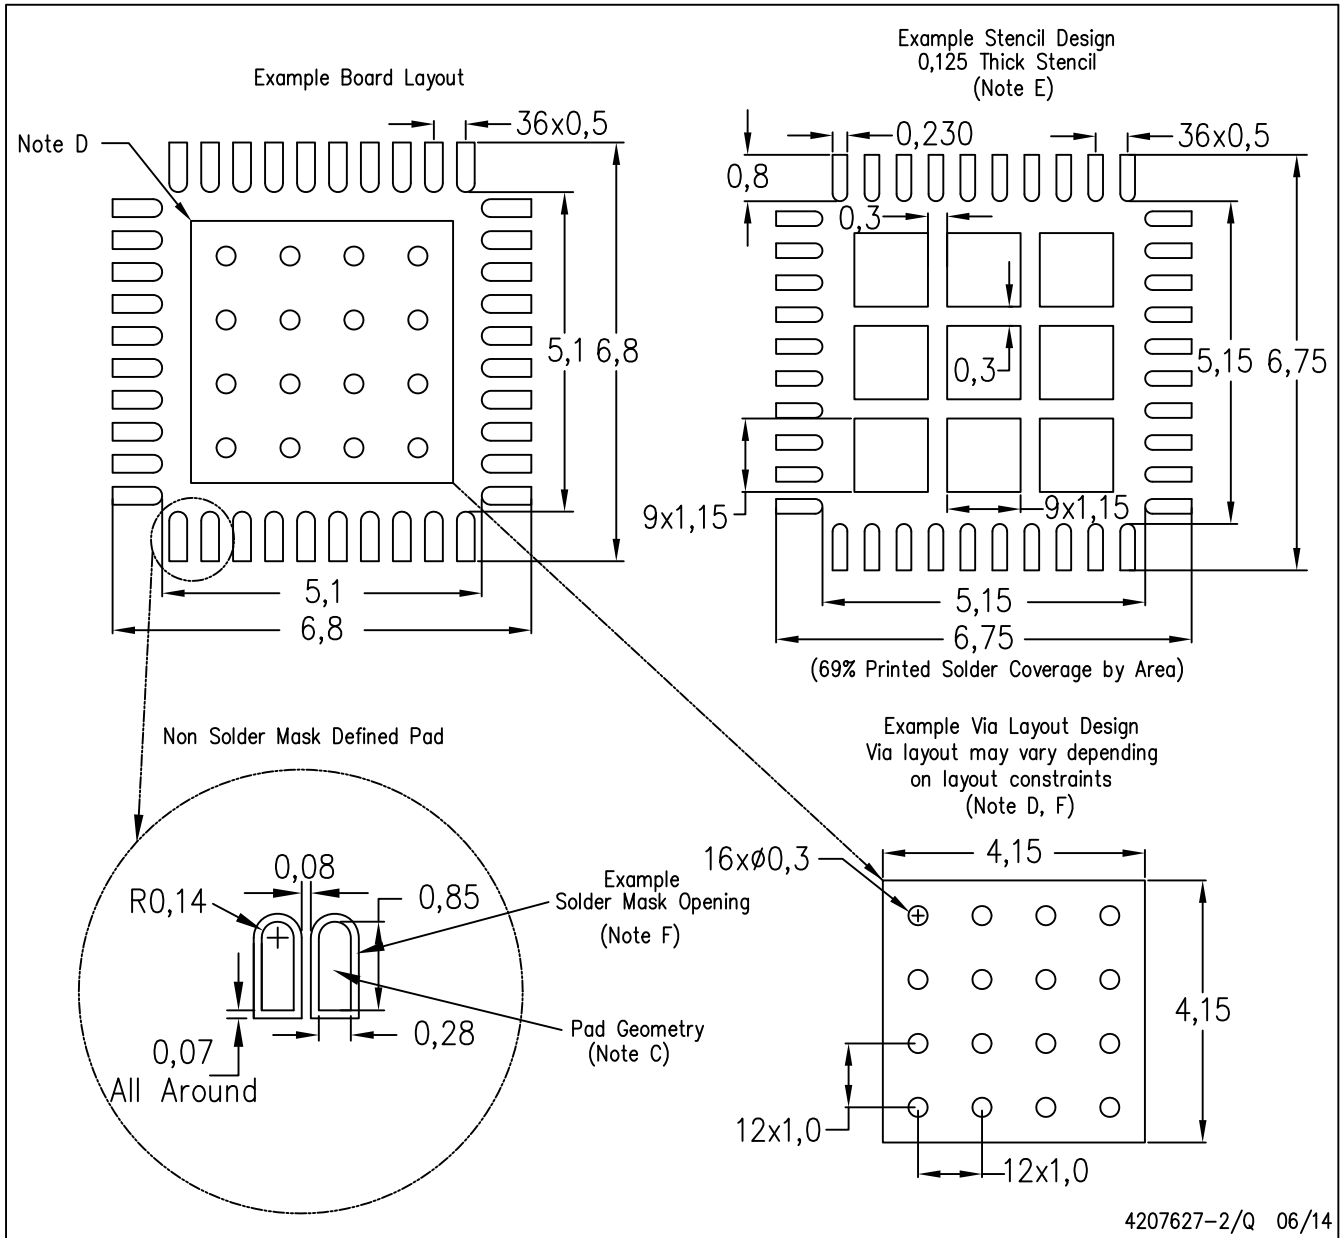 Example Board Layout
Note D
36x0,5
5,1
6,8
5,1
6,8
Example Stencil Design
0,125 Thick Stencil
(Note E)
0,230
36x0,5
0,8
0,3
0,3
5,15
6,75
9x1,15
9x1,15
5,15
6,75
(69% Printed Solder Coverage by Area)
Non Solder Mask Defined Pad
0,08
R0,14
0,85
Example
Solder Mask Opening
(Note F)
Pad Geometry
(Note C)
0,28
0,07
All Around
Example Via Layout Design
Via layout may vary depending
on layout constraints
(Note D, F)
16xø0,3
4,15
4,15
12x1,0
12x1,0
4207627-2/Q 06/14